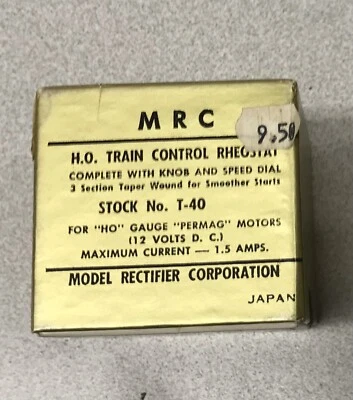 MRC
9.50
H.O. TRAIN CONTROL RHEOSTAT
COMPLETE WITH KNOB AND SPEED DIAL
3 Section Taper Wound for Smoother Starts
STOCK No. T-40
FOR "HO" GAUGE "PERMAG" MOTORS
(12 VOLTS D. C.)
MAXIMUM CURRENT — 1.5 AMPS.
MODEL RECTIFIER CORPORATION
JAPAN